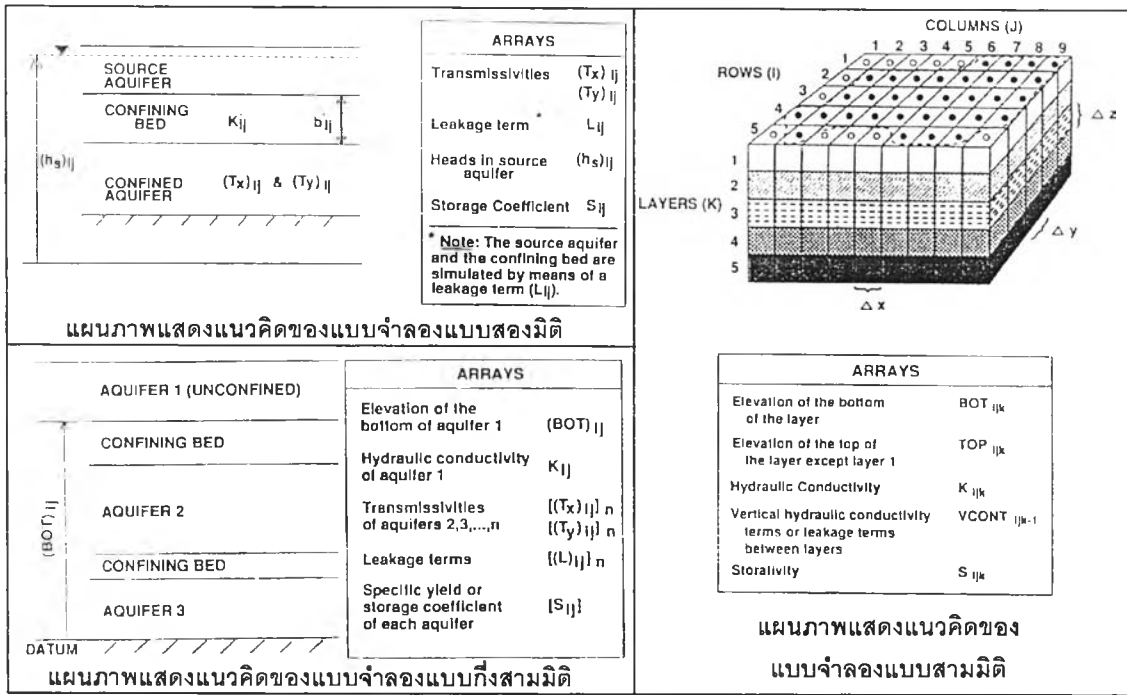 SOURCE
AQUIFER
CONFINING
BED
K'ij
b'ij
(hs)ij
CONFINED
AQUIFER
(Tx)ij & (Ty)ij
ARRAYS
Transmissivities (Tx)ij
(Ty)ij
Leakage term * Lij
Heads in source (hs)ij
aquifer
Storage Coefficient Sij
* Note: The source aquifer
and the confining bed are
simulated by means of a
leakage term (Lij).
แผนภาพแสดงแนวคิดของแบบจำลองแบบสองมิติ
AQUIFER 1 (UNCONFINED)
CONFINING BED
(BOT)ij
AQUIFER 2
CONFINING BED
AQUIFER 3
DATUM
ARRAYS
Elevation of the
bottom of aquifer 1 (BOT)ij
Hydraulic conductivity Kij
of aquifer 1
Transmissivities [(Tx)ij]n
of aquifers 2,3,...,n [(Ty)ij]n
Leakage terms [(L)ij]n
Specific yield or
storage coefficient [Sij]
of each aquifer
แผนภาพแสดงแนวคิดของแบบจำลองแบบกึ่งสามมิติ
COLUMNS (J)
1 2 3 4 5 6 7 8 9
ROWS (I)
1
2
3
4
5
LAYERS (K)
1
2
3
4
5
Δ z
Δ y
Δ x
ARRAYS
Elevation of the bottom BOT ijk
of the layer
Elevation of the top of TOP ijk
the layer except layer 1
Hydraulic Conductivity K ijk
Vertical hydraulic conductivity VCONT ijk-1
terms or leakage terms
between layers
Storativity S ijk
แผนภาพแสดงแนวคิดของ
แบบจำลองแบบสามมิติ